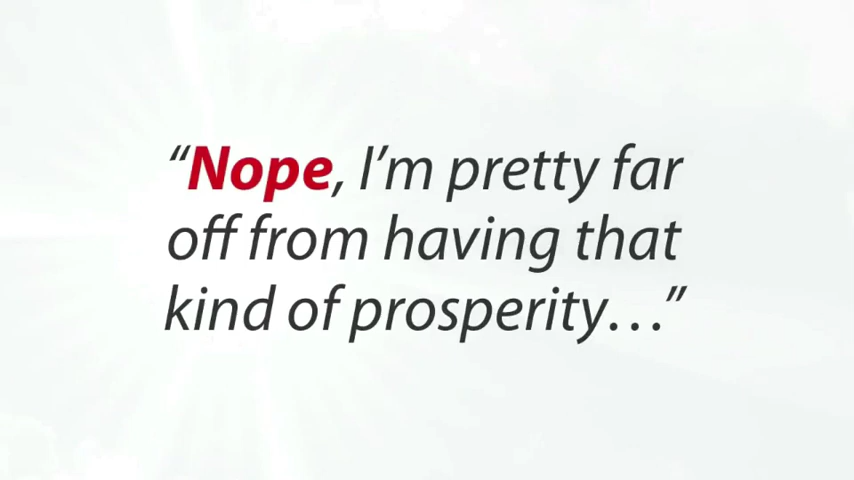 “Nope, I’m pretty far
off from having that
kind of prosperity…”